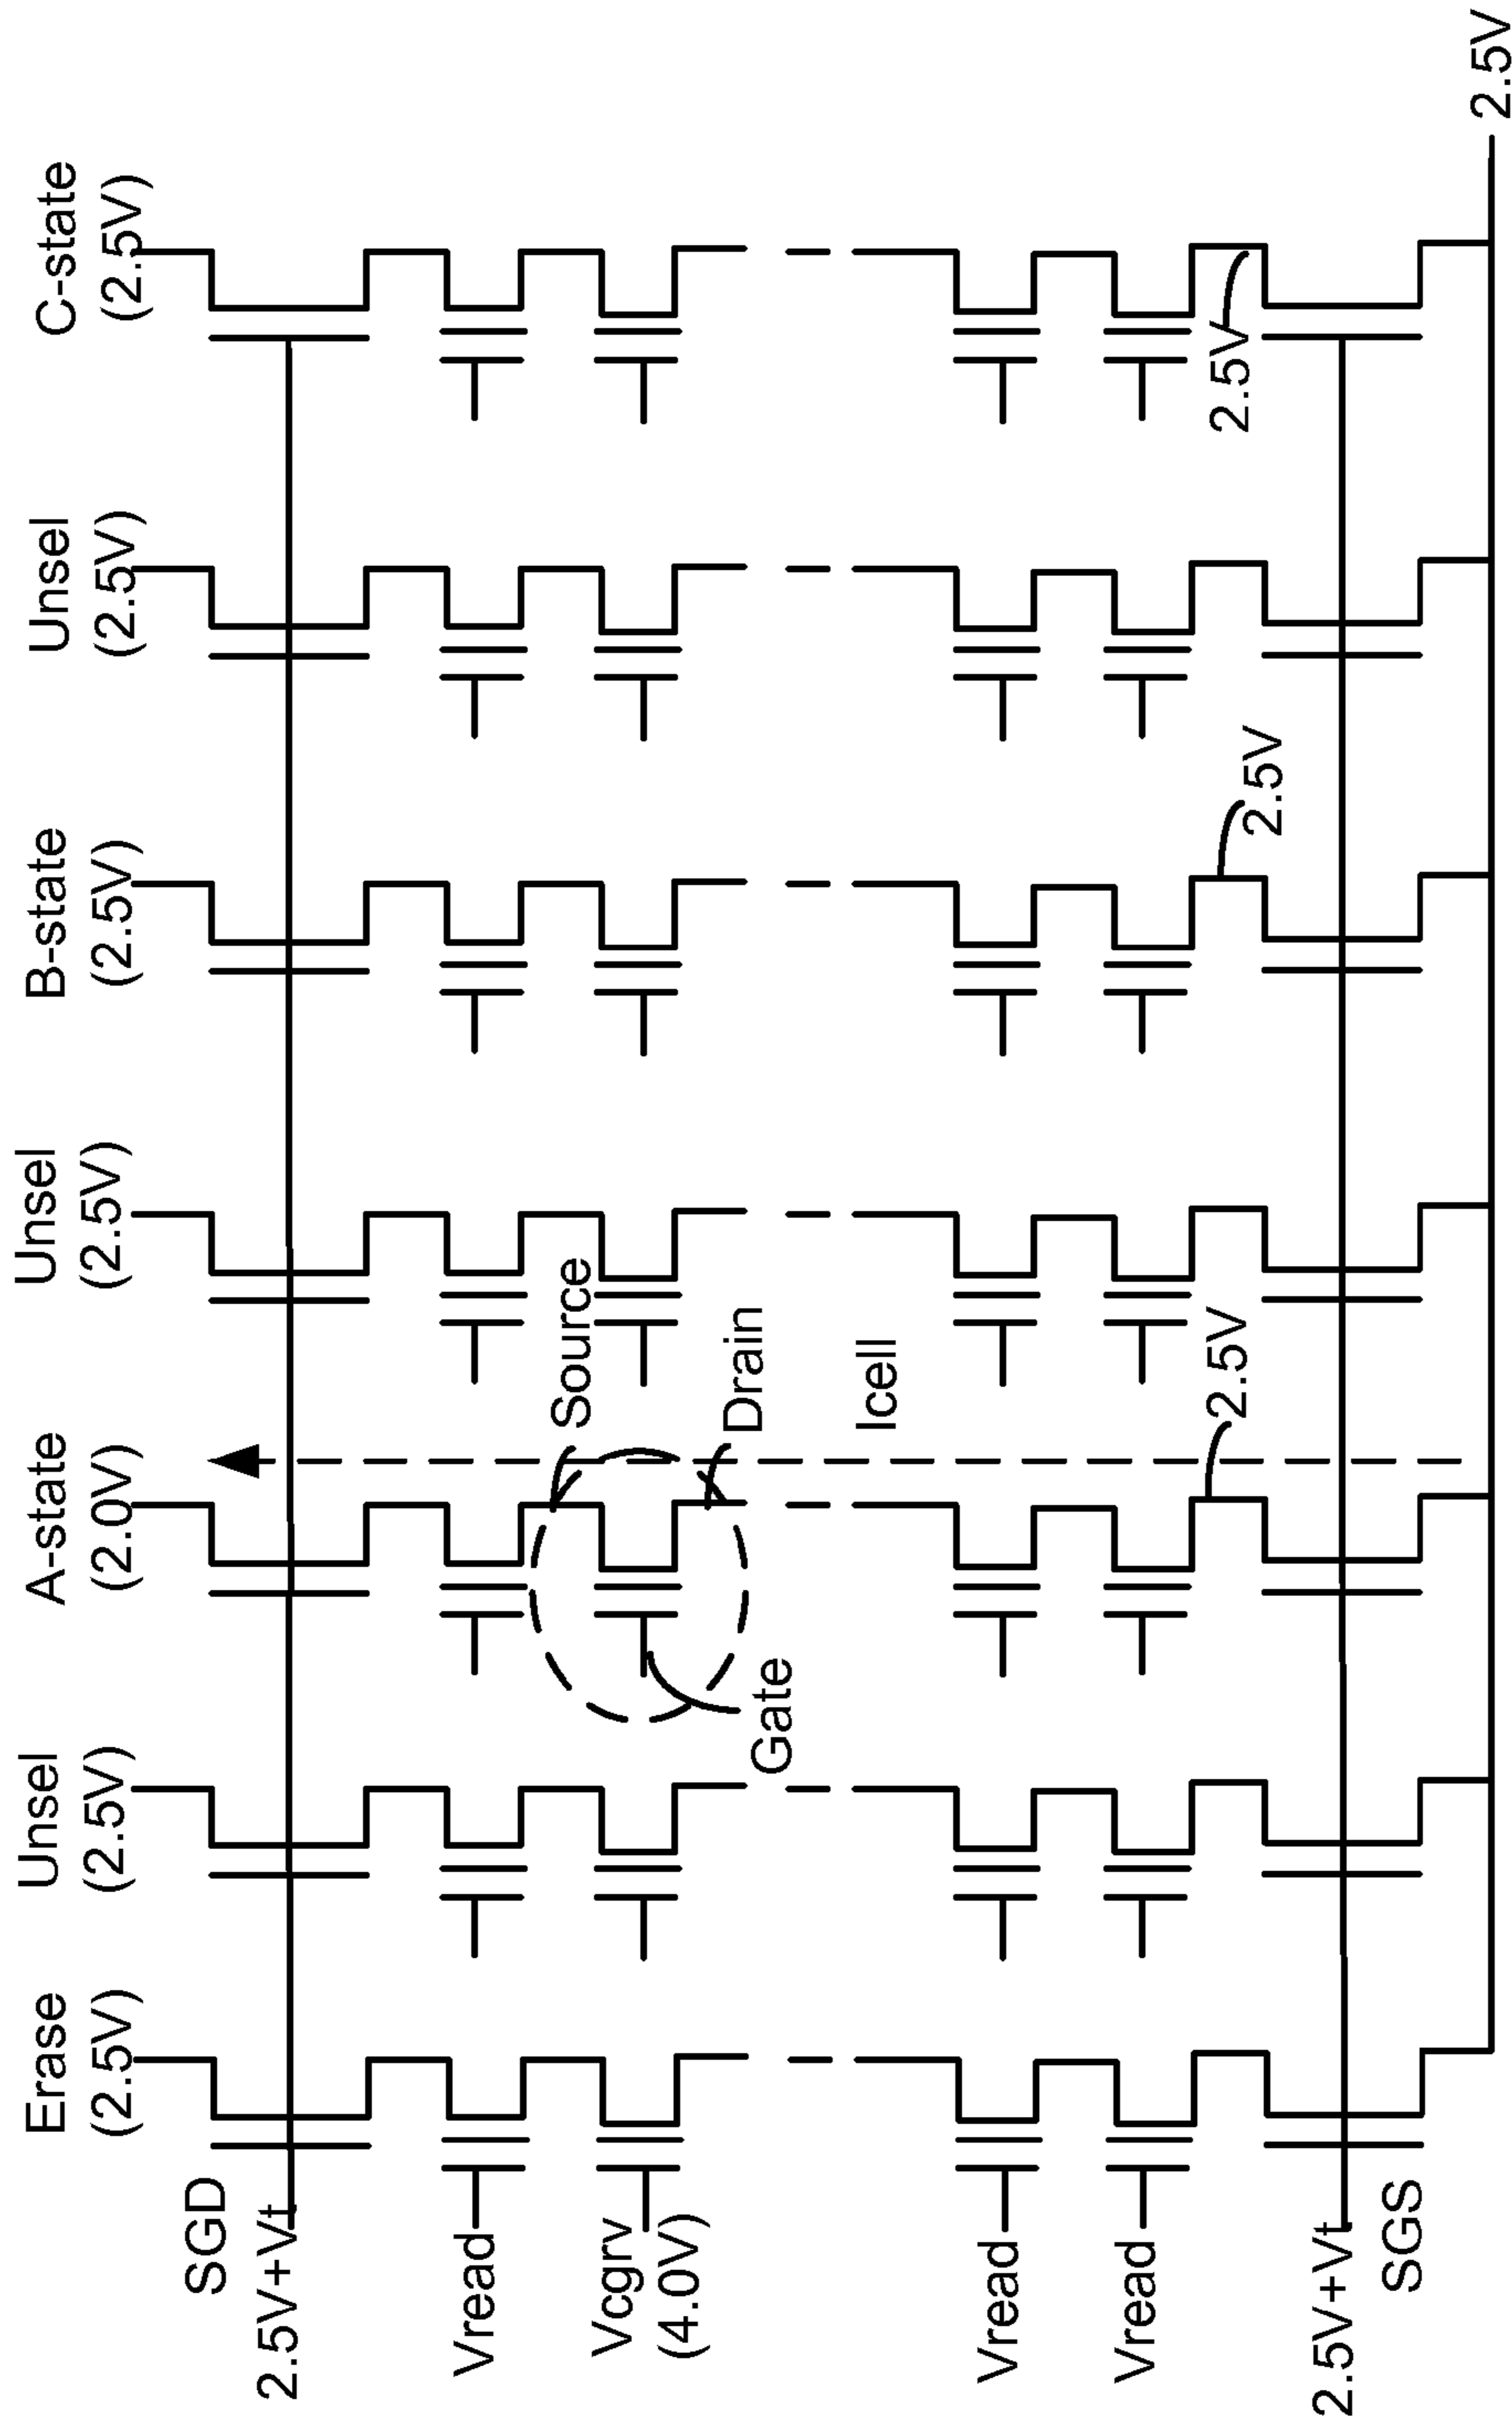 Erase
(2.5V)
Unsel
(2.5V)
A-state
(2.0V)
Unsel
(2.5V)
B-state
(2.5V)
Unsel
(2.5V)
C-state
(2.5V)
SGD
2.5V+Vt
Vread
Vcgrv
(4.0V)
Source
Drain
Gate
Icell
Vread
Vread
2.5V
2.5V
2.5V
2.5V+Vt
SGS
2.5V